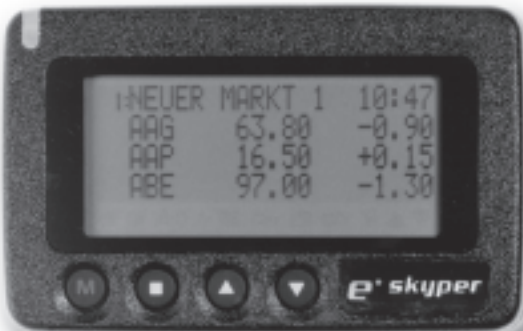 1:NEUER MARKT 1 10:47
AAG 63.80 -0.90
AAP 16.50 +0.15
ABE 97.00 -1.30
M
e* skyper